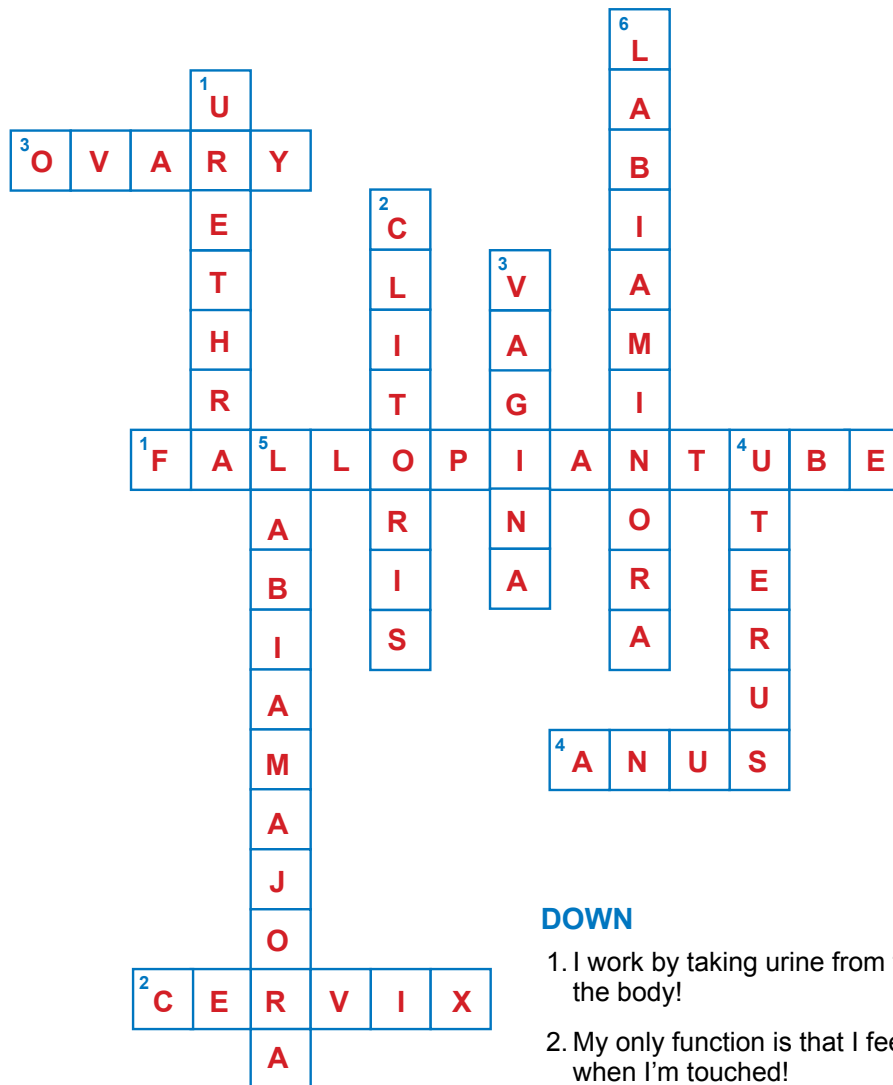 6 L
1 U A
3 O V A R Y B
E 2 C I
T L 3 V A
H I A M
R T G I
1 F A 5 L L O P I A N T 4 U B E
A R N O T
B I A R E
I S A R
A U
M 4 A N U S
A
J
O
2 C E R V I X
A
DOWN
1. I work by taking urine from
the body!
2. My only function is that I fee
when I'm touched!